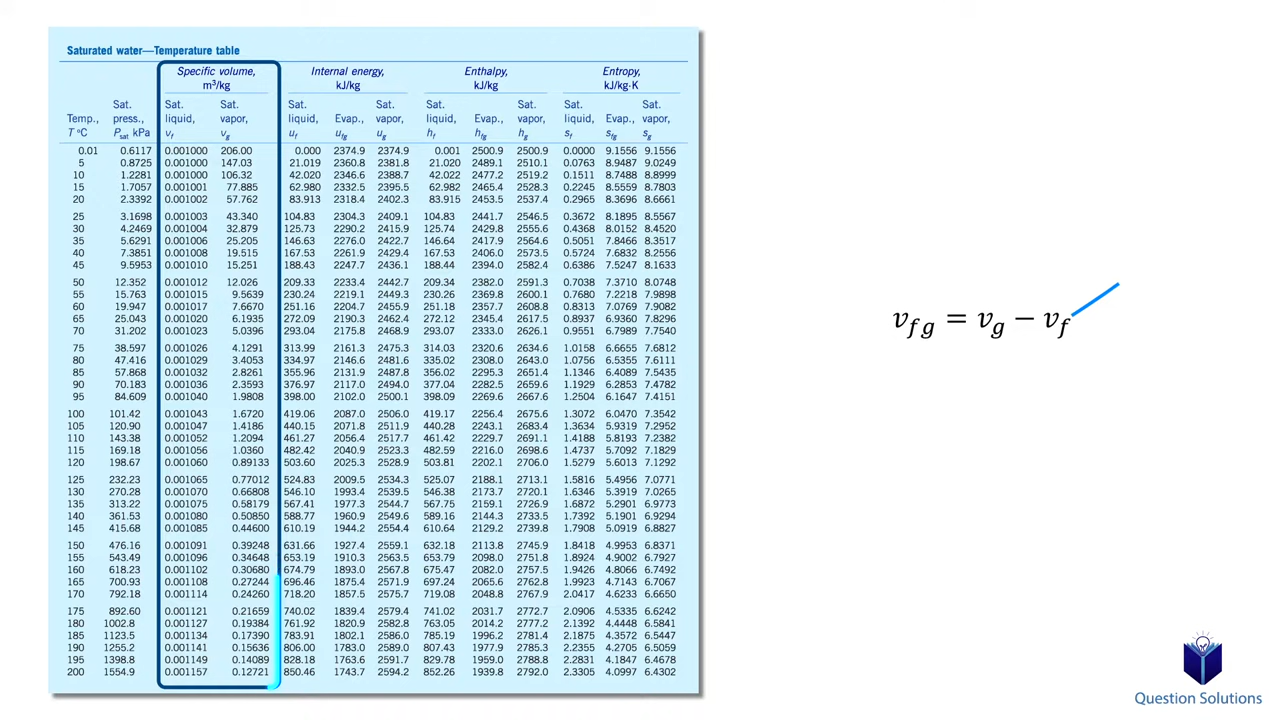 Saturated water—Temperature table
Specific volume, Internal energy, Enthalpy, Entropy,
m³/kg kJ/kg kJ/kg kJ/kg·K
Sat. Sat. Sat. Sat. Sat. Sat. Sat. Sat. Sat.
Temp., press., liquid, vapor, liquid, Evap., vapor, liquid, Evap., vapor, liquid, Evap., vapor,
T °C Psat kPa vf vg uf ufg ug hf hfg hg sf sfg sg
0.01 0.6117 0.001000 206.00 0.000 2374.9 2374.9 0.001 2500.9 2500.9 0.0000 9.1556 9.1556
5 0.8725 0.001000 147.03 21.019 2360.8 2381.8 21.020 2489.1 2510.1 0.0763 8.9487 9.0249
10 1.2281 0.001000 106.32 42.020 2346.6 2388.7 42.022 2477.2 2519.2 0.1511 8.7488 8.8999
15 1.7057 0.001001 77.885 62.980 2332.5 2395.5 62.982 2465.4 2528.3 0.2245 8.5559 8.7803
20 2.3392 0.001002 57.762 83.913 2318.4 2402.3 83.915 2453.5 2537.4 0.2965 8.3696 8.6661
25 3.1698 0.001003 43.340 104.83 2304.3 2409.1 104.83 2441.7 2546.5 0.3672 8.1895 8.5567
30 4.2469 0.001004 32.879 125.73 2290.2 2415.9 125.74 2429.8 2555.6 0.4368 8.0152 8.4520
35 5.6291 0.001006 25.205 146.63 2276.0 2422.7 146.64 2417.9 2564.6 0.5051 7.8466 8.3517
40 7.3851 0.001008 19.515 167.53 2261.9 2429.4 167.53 2406.0 2573.5 0.5724 7.6832 8.2556
45 9.5953 0.001010 15.251 188.43 2247.7 2436.1 188.44 2394.0 2582.4 0.6386 7.5247 8.1633
50 12.352 0.001012 12.026 209.33 2233.4 2442.7 209.34 2382.0 2591.3 0.7038 7.3710 8.0748
55 15.763 0.001015 9.5639 230.24 2219.1 2449.3 230.26 2369.8 2600.1 0.7680 7.2218 7.9898
60 19.947 0.001017 7.6670 251.16 2204.7 2455.9 251.18 2357.7 2608.8 0.8313 7.0769 7.9082
65 25.043 0.001020 6.1935 272.09 2190.3 2462.4 272.12 2345.4 2617.5 0.8937 6.9360 7.8296
70 31.202 0.001023 5.0396 293.04 2175.8 2468.9 293.07 2333.0 2626.1 0.9551 6.7989 7.7540
75 38.597 0.001026 4.1291 313.99 2161.3 2475.3 314.03 2320.6 2634.6 1.0158 6.6655 7.6812
80 47.416 0.001029 3.4053 334.97 2146.6 2481.6 335.02 2308.0 2643.0 1.0756 6.5355 7.6111
85 57.868 0.001032 2.8261 355.96 2131.9 2487.8 356.02 2295.3 2651.4 1.1346 6.4089 7.5435
90 70.183 0.001036 2.3593 376.97 2117.0 2494.0 377.04 2282.5 2659.6 1.1929 6.2853 7.4782
95 84.609 0.001040 1.9808 398.00 2102.0 2500.1 398.09 2269.6 2667.6 1.2504 6.1647 7.4151
100 101.42 0.001043 1.6720 419.06 2087.0 2506.0 419.17 2256.4 2675.6 1.3072 6.0470 7.3542
105 120.90 0.001047 1.4186 440.15 2071.8 2511.9 440.28 2243.1 2683.4 1.3634 5.9319 7.2952
110 143.38 0.001052 1.2094 461.27 2056.4 2517.7 461.42 2229.7 2691.1 1.4188 5.8193 7.2382
115 169.18 0.001056 1.0360 482.42 2040.9 2523.3 482.59 2216.0 2698.6 1.4737 5.7092 7.1829
120 198.67 0.001060 0.89133 503.60 2025.3 2528.9 503.81 2202.1 2706.0 1.5279 5.6013 7.1292
125 232.23 0.001065 0.77012 524.83 2009.5 2534.3 525.07 2188.1 2713.1 1.5816 5.4956 7.0771
130 270.28 0.001070 0.66808 546.10 1993.4 2539.5 546.38 2173.7 2720.1 1.6346 5.3919 7.0265
135 313.22 0.001075 0.58179 567.41 1977.3 2544.7 567.75 2159.1 2726.9 1.6872 5.2901 6.9773
140 361.53 0.001080 0.50850 588.77 1960.9 2549.6 589.16 2144.3 2733.5 1.7392 5.1901 6.9294
145 415.68 0.001085 0.44600 610.19 1944.2 2554.4 610.64 2129.2 2739.8 1.7908 5.0919 6.8827
150 476.16 0.001091 0.39248 631.66 1927.4 2559.1 632.18 2113.8 2745.9 1.8418 4.9953 6.8371
155 543.49 0.001096 0.34648 653.19 1910.3 2563.5 653.79 2098.0 2751.8 1.8924 4.9002 6.7927
160 618.23 0.001102 0.30680 674.79 1893.0 2567.8 675.47 2082.0 2757.5 1.9426 4.8066 6.7492
165 700.93 0.001108 0.27244 696.46 1875.4 2571.9 697.24 2065.6 2762.8 1.9923 4.7143 6.7067
170 792.18 0.001114 0.24260 718.20 1857.5 2575.7 719.08 2048.8 2767.9 2.0417 4.6233 6.6650
175 892.60 0.001121 0.21659 740.02 1839.4 2579.4 741.02 2031.7 2772.7 2.0906 4.5335 6.6242
180 1002.8 0.001127 0.19384 761.92 1820.9 2582.8 763.05 2014.2 2777.2 2.1392 4.4448 6.5841
185 1123.5 0.001134 0.17390 783.91 1802.1 2586.0 785.19 1996.2 2781.4 2.1875 4.3572 6.5447
190 1255.2 0.001141 0.15636 806.00 1783.0 2589.0 807.43 1977.9 2785.3 2.2355 4.2705 6.5059
195 1398.8 0.001149 0.14089 828.18 1763.6 2591.7 829.78 1959.0 2788.8 2.2831 4.1847 6.4678
200 1554.9 0.001157 0.12721 850.46 1743.7 2594.2 852.26 1939.8 2792.0 2.3305 4.0997 6.4302
vfg = vg − vf
Question Solutions